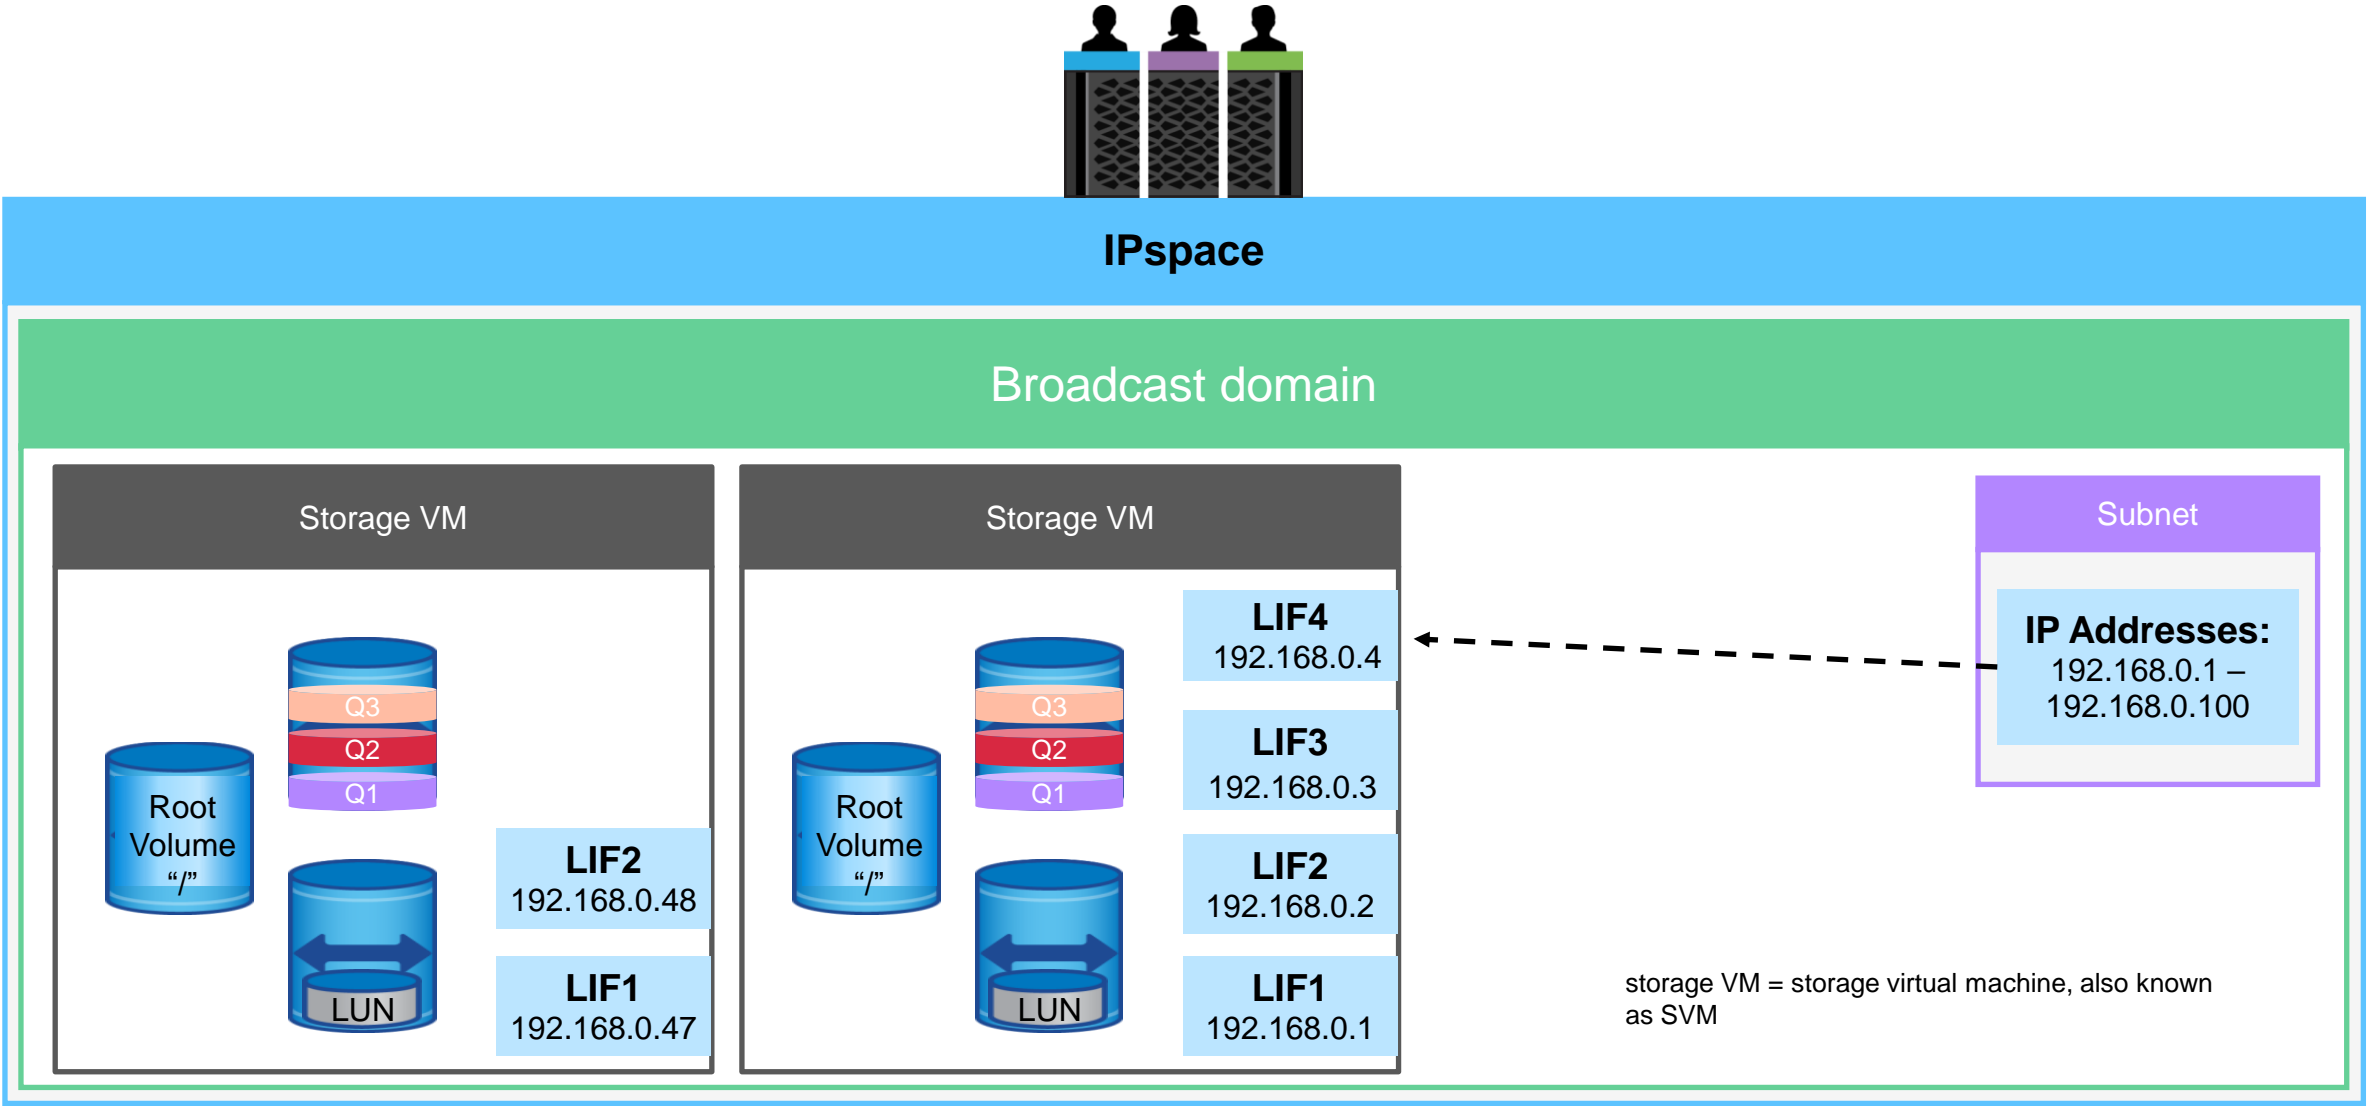 IPspace
Broadcast domain
Storage VM
Q3
Q2
Q1
Root
Volume
“/”
LUN
LIF2
192.168.0.48
LIF1
192.168.0.47
Storage VM
Q3
Q2
Q1
Root
Volume
“/”
LUN
LIF4
192.168.0.4
LIF3
192.168.0.3
LIF2
192.168.0.2
LIF1
192.168.0.1
Subnet
IP Addresses:
192.168.0.1 –
192.168.0.100
storage VM = storage virtual machine, also known
as SVM